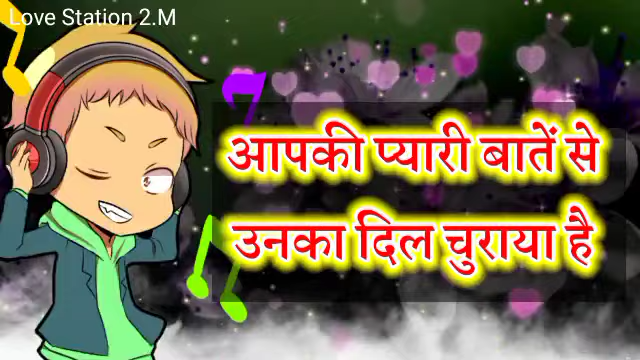 Love Station 2.M
आपकी प्यारी बातें से
उनका दिल चुराया है